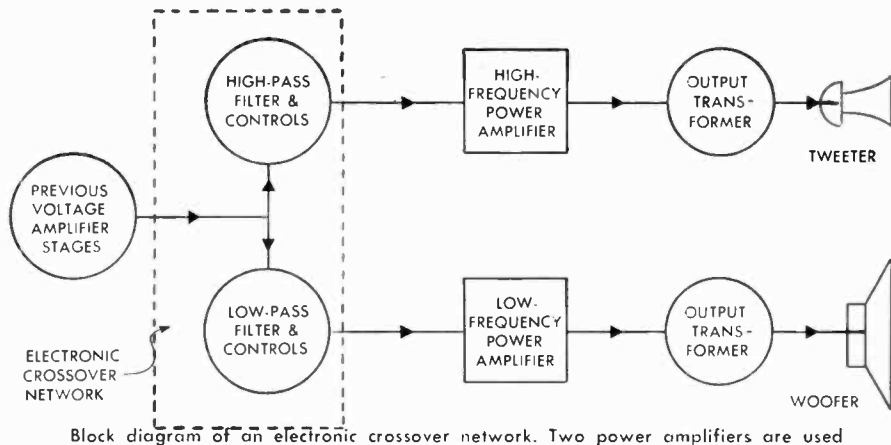 HIGH-PASS
FILTER &
CONTROLS
HIGH-
FREQUENCY
POWER
AMPLIFIER
OUTPUT
TRANS-
FORMER
TWEETER
PREVIOUS
VOLTAGE
AMPLIFIER
STAGES
LOW-PASS
FILTER &
CONTROLS
LOW-
FREQUENCY
POWER
AMPLIFIER
OUTPUT
TRANS-
FORMER
WOOFER
ELECTRONIC
CROSSOVER
NETWORK
Block diagram of an electronic crossover network. Two power amplifiers are used